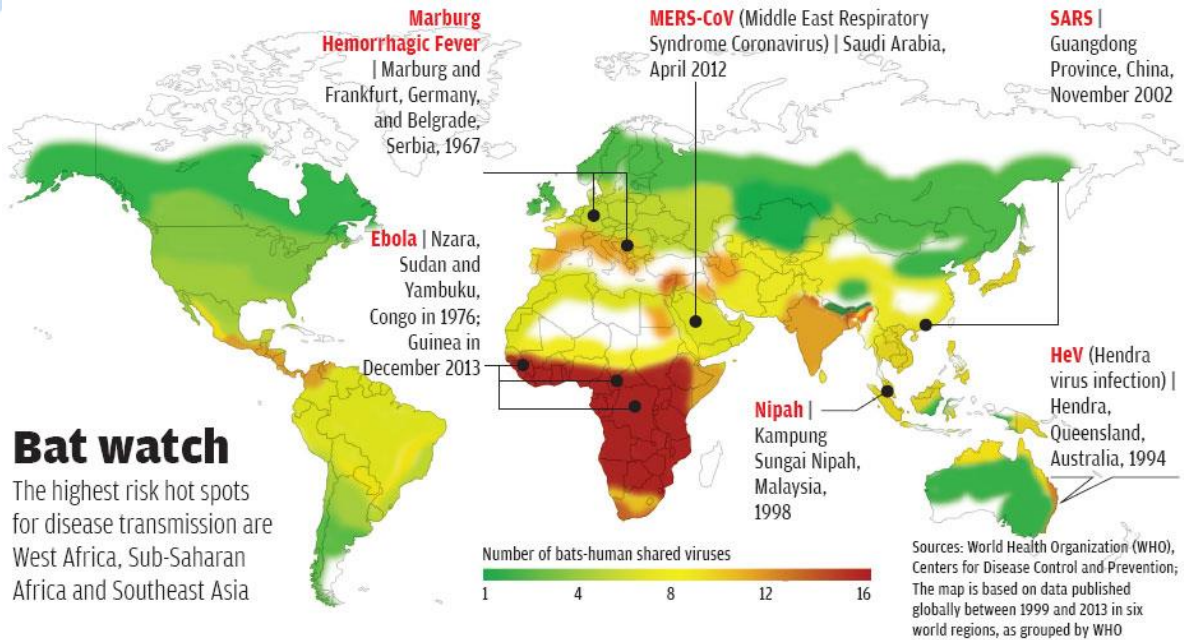 Marburg
Hemorrhagic Fever
| Marburg and
Frankfurt, Germany,
and Belgrade,
Serbia, 1967
MERS-CoV (Middle East Respiratory
Syndrome Coronavirus) | Saudi Arabia,
April 2012
SARS |
Guangdong
Province, China,
November 2002
Ebola | Nzara,
Sudan and
Yambuku,
Congo in 1976;
Guinea in
December 2013
Nipah |
Kampung
Sungai Nipah,
Malaysia,
1998
HeV (Hendra
virus infection) |
Hendra,
Queensland,
Australia, 1994
Bat watch
The highest risk hot spots
for disease transmission are
West Africa, Sub-Saharan
Africa and Southeast Asia
Number of bats-human shared viruses
1 4 8 12 16
Sources: World Health Organization (WHO),
Centers for Disease Control and Prevention;
The map is based on data published
globally between 1999 and 2013 in six
world regions, as grouped by WHO